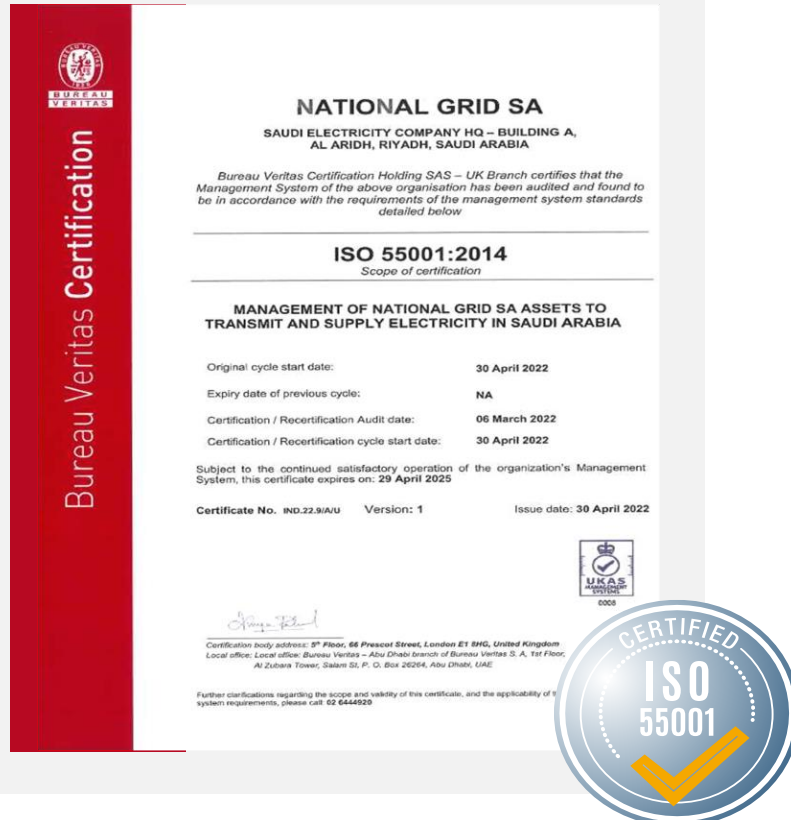 BUREAU
VERITAS
Bureau Veritas Certification
NATIONAL GRID SA
SAUDI ELECTRICITY COMPANY HQ – BUILDING A,
AL ARIDH, RIYADH, SAUDI ARABIA
Bureau Veritas Certification Holding SAS – UK Branch certifies that the
Management System of the above organisation has been audited and found to
be in accordance with the requirements of the management system standards
detailed below
ISO 55001:2014
Scope of certification
MANAGEMENT OF NATIONAL GRID SA ASSETS TO
TRANSMIT AND SUPPLY ELECTRICITY IN SAUDI ARABIA
Original cycle start date: 30 April 2022
Expiry date of previous cycle: NA
Certification / Recertification Audit date: 06 March 2022
Certification / Recertification cycle start date: 30 April 2022
Subject to the continued satisfactory operation of the organization's Management
System, this certificate expires on: 29 April 2025
Certificate No. IND.22.9/A/U Version: 1 Issue date: 30 April 2022
UKAS
MANAGEMENT
SYSTEMS
0008
Certification body address: 5th Floor, 66 Prescot Street, London E1 8HG, United Kingdom
Local office: Local office: Bureau Veritas – Abu Dhabi branch of Bureau Veritas S. A, 1st Floor,
Al Zubara Tower, Salam St, P. O. Box 26264, Abu Dhabi, UAE
Further clarifications regarding the scope and validity of this certificate, and the applicability of
system requirements, please call: 02 6444920
CERTIFIED
ISO
55001